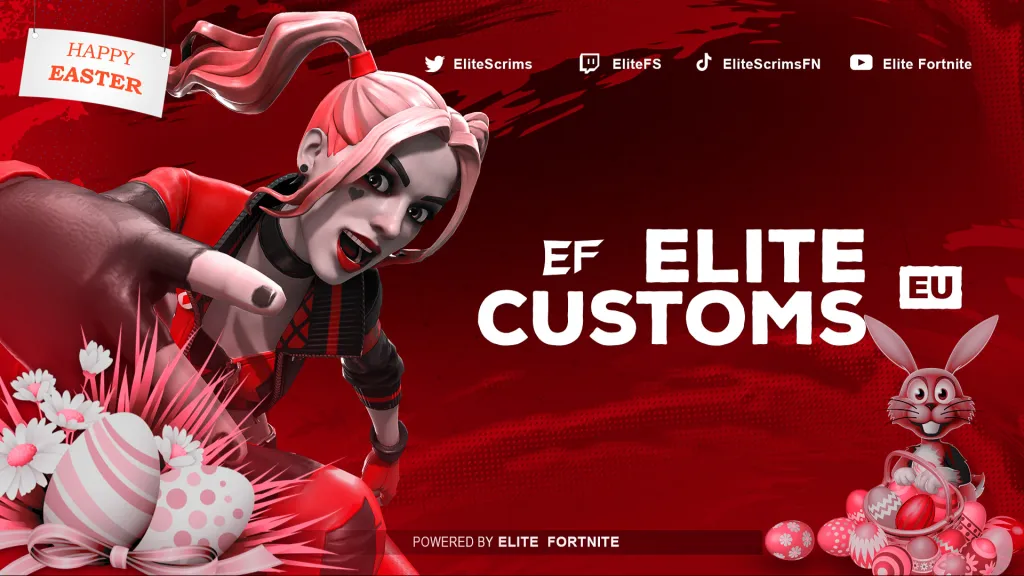 HAPPY
EASTER
EliteScrims EliteFS EliteScrimsFN Elite Fortnite
EF ELITE
CUSTOMS EU
POWERED BY ELITE FORTNITE